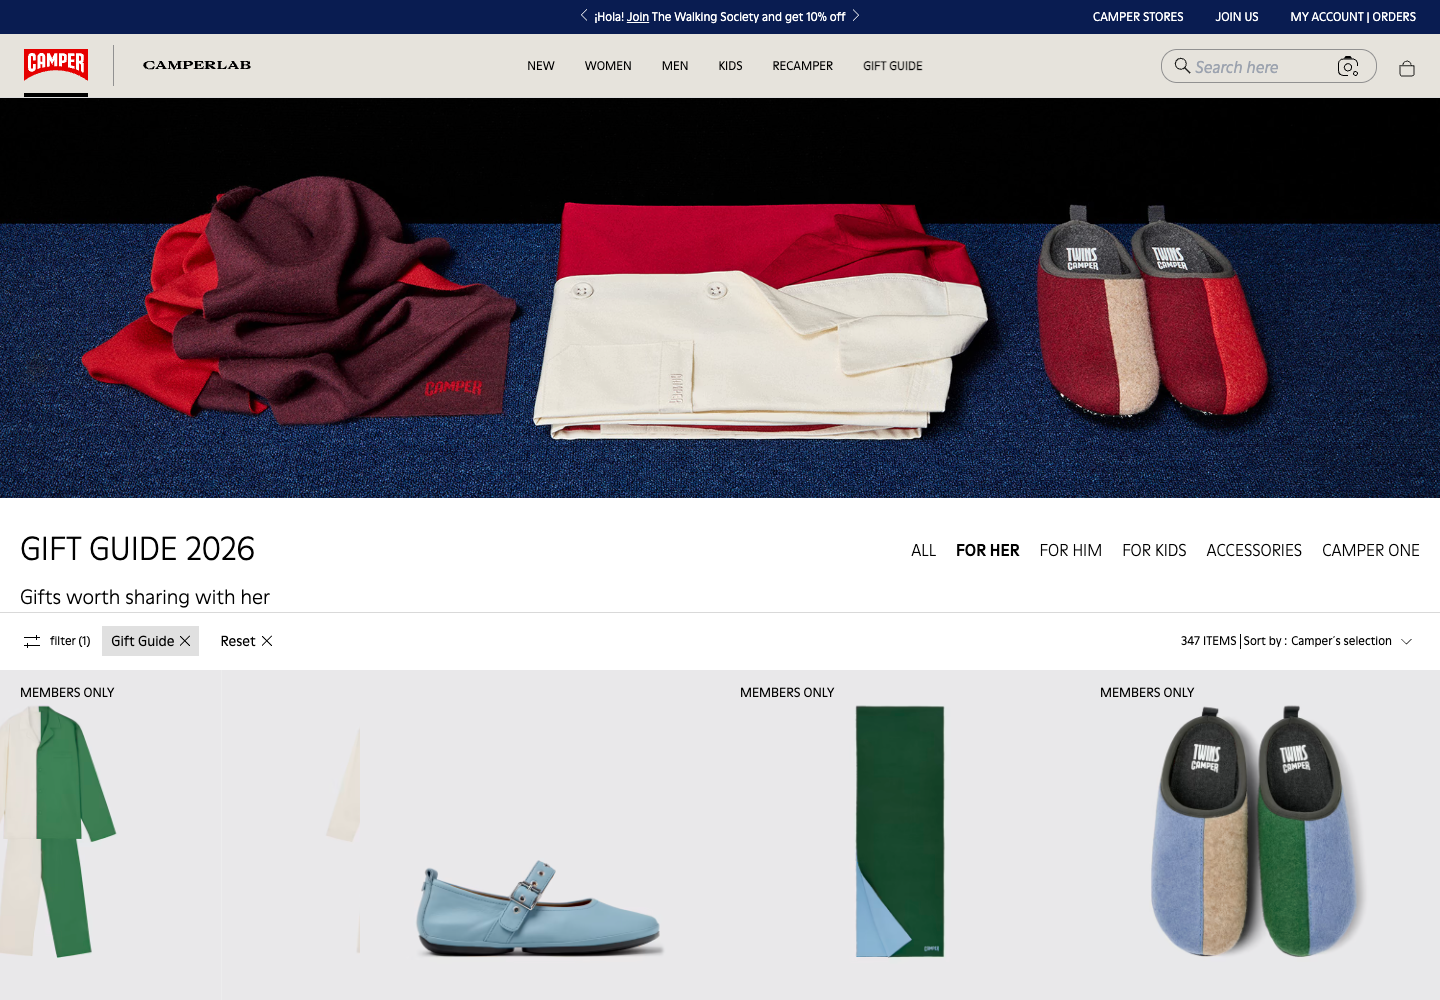 ¡Hola! Join The Walking Society and get 10% off
CAMPER STORES
JOIN US
MY ACCOUNT | ORDERS
CAMPER
CAMPERLAB
NEW
WOMEN
MEN
KIDS
RECAMPER
GIFT GUIDE
Search here
CAMPER
CAMPER
TWINS
CAMPER
TWINS
CAMPER
GIFT GUIDE 2026
ALL
FOR HER
FOR HIM
FOR KIDS
ACCESSORIES
CAMPER ONE
Gifts worth sharing with her
filter (1)
Gift Guide
Reset
347 ITEMS
Sort by : Camper´s selection
MEMBERS ONLY
MEMBERS ONLY
MEMBERS ONLY
CAMPER
TWINS
CAMPER
TWINS
CAMPER